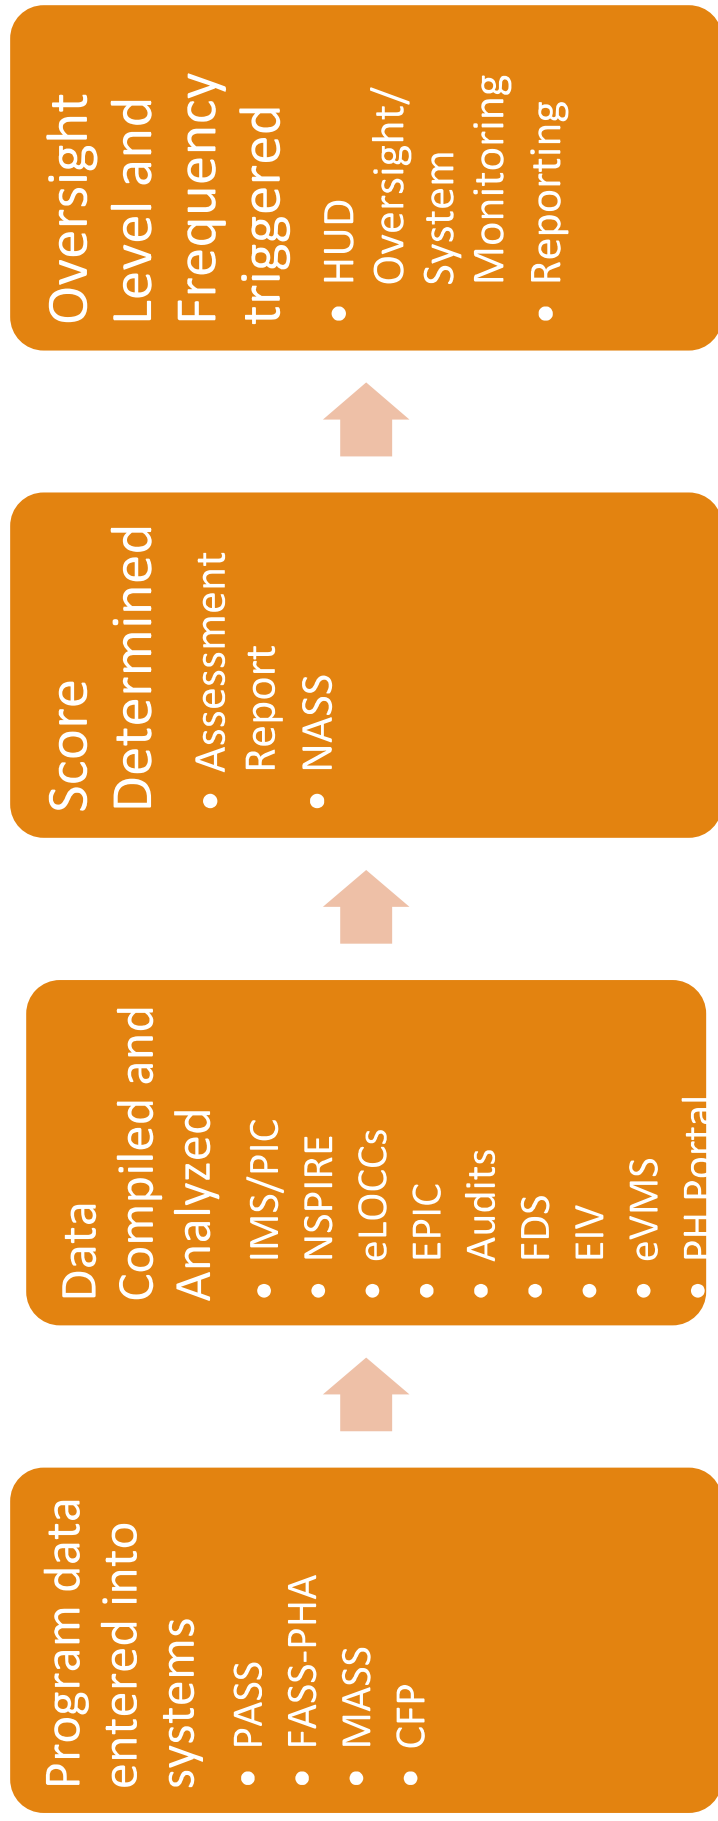 Program data
entered into
systems
• PASS
• FASS-PHA
• MASS
• CFP
Data
Compiled and
Analyzed
• IMS/PIC
• NSPIRE
• eLOCCs
• EPIC
• Audits
• FDS
• EIV
• eVMS
• PH Portal
Score
Determined
• Assessment
Report
• NASS
Oversight
Level and
Frequency
triggered
• HUD
Oversight/
System
Monitoring
• Reporting